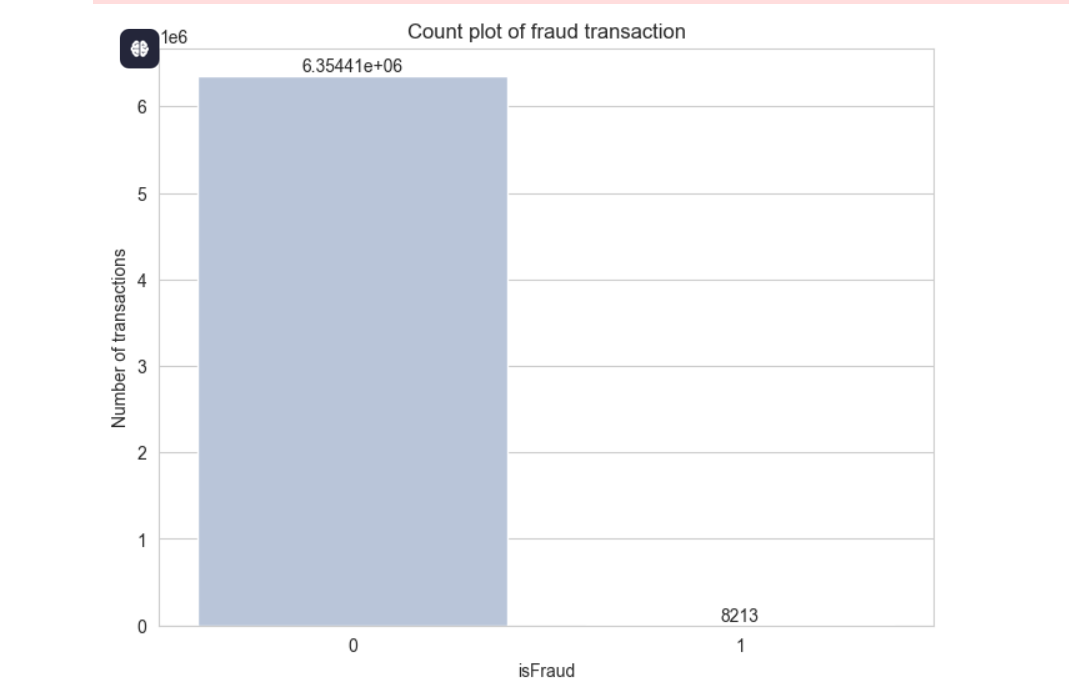 Count plot of fraud transaction
1e6
6.35441e+06
6
5
4
3
2
1
0
Number of transactions
8213
0 1
isFraud